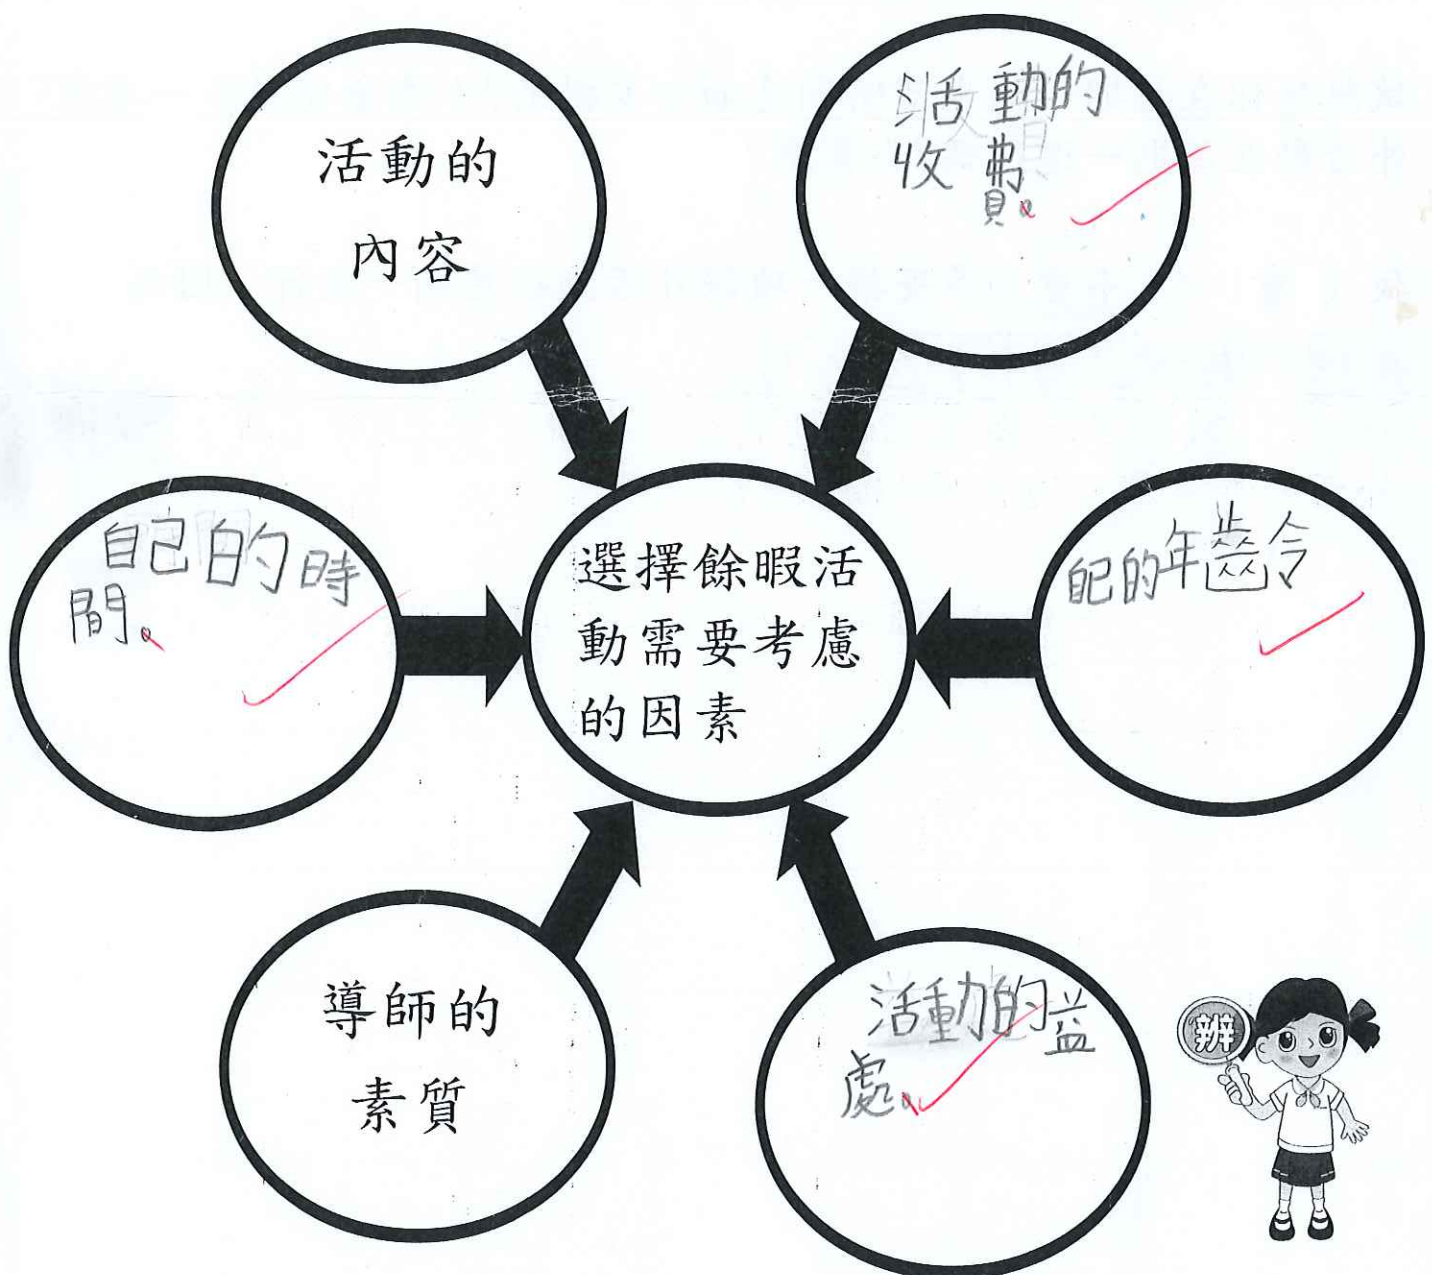 活動的
內容
活動的
收費。
自己的時
間。
選擇餘暇活
動需要考慮
的因素
自己的年齡
導師的
素質
活動的益
處。
辨